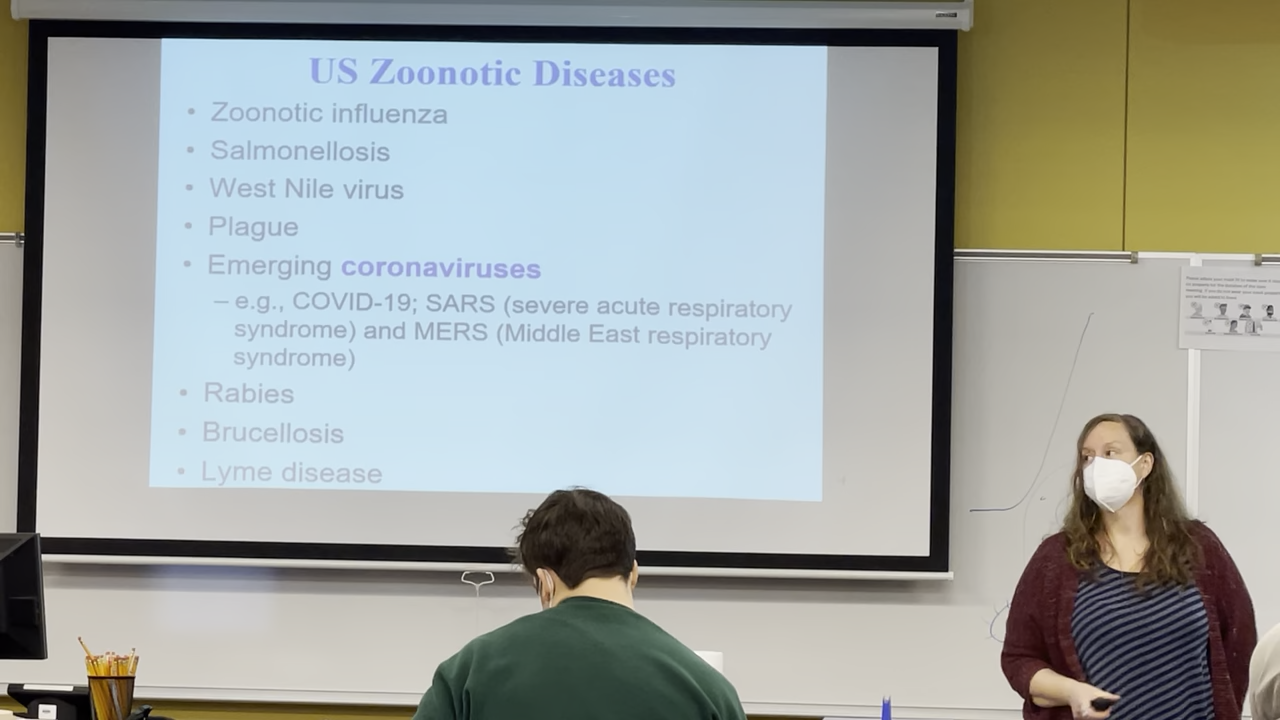 US Zoonotic Diseases
• Zoonotic influenza
• Salmonellosis
• West Nile virus
• Plague
• Emerging coronaviruses
– e.g., COVID-19; SARS (severe acute respiratory
syndrome) and MERS (Middle East respiratory
syndrome)
• Rabies
• Brucellosis
• Lyme disease